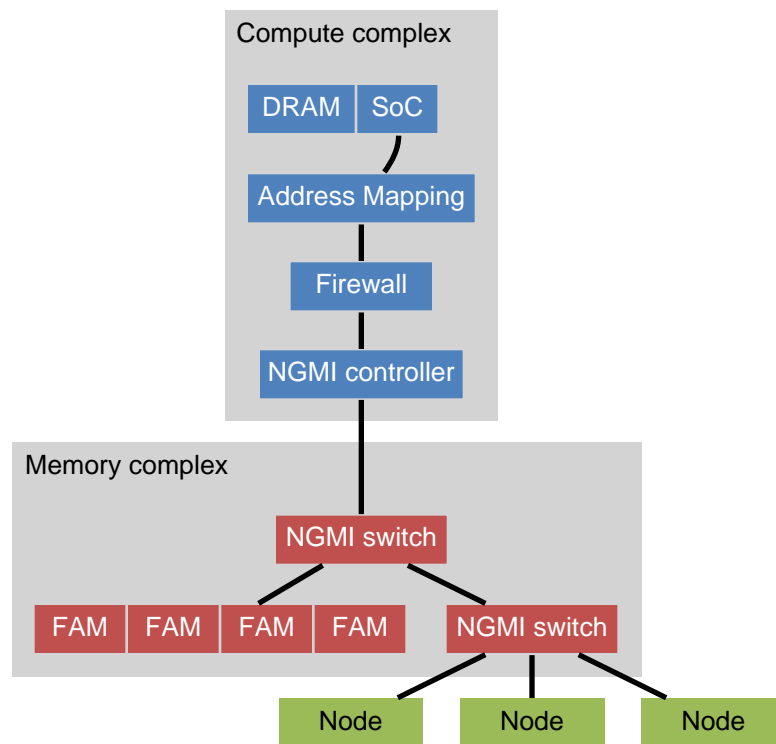 Compute complex
DRAM SoC
Address Mapping
Firewall
NGMI controller
Memory complex
NGMI switch
FAM FAM FAM FAM NGMI switch
Node Node Node